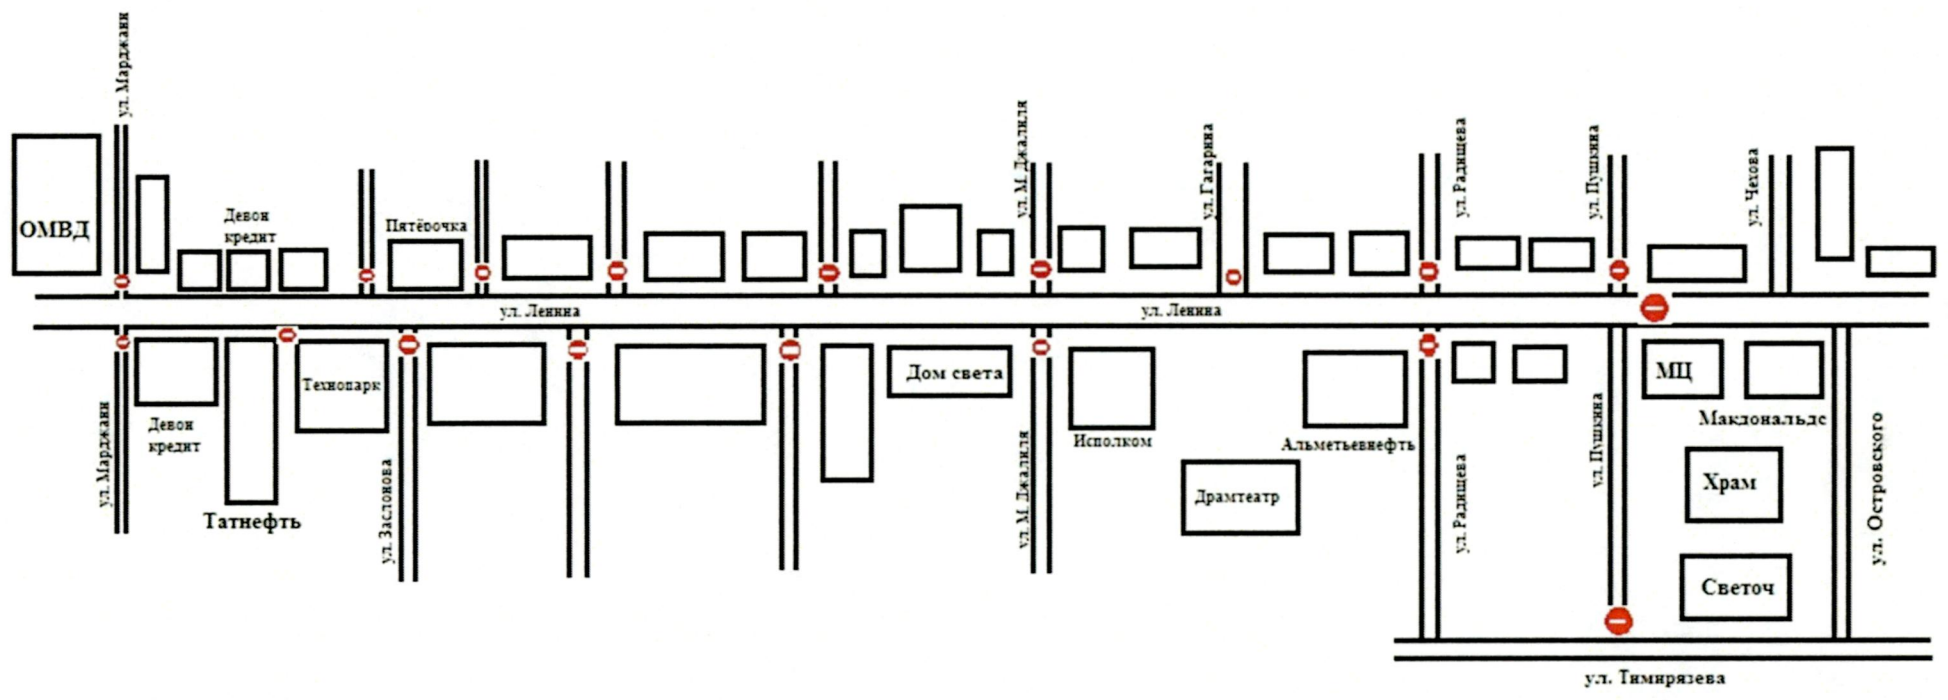 ул. Марджани
ул. М. Джалиля
ул. Гагарина
ул. Радищева
ул. Пушкина
ул. Чехова
ОМВД
Девон
кредит
Пятёрочка
ул. Ленина
ул. Ленина
Технопарк
Дом света
МЦ
Девон
кредит
Макдональдс
Исполком
Альметьевнефть
ул. Марджани
Татнефть
ул. Заслонова
ул. М. Джалиля
Драмтеатр
ул. Радищева
ул. Пушкина
Храм
ул. Островского
Светоч
ул. Тимирязева